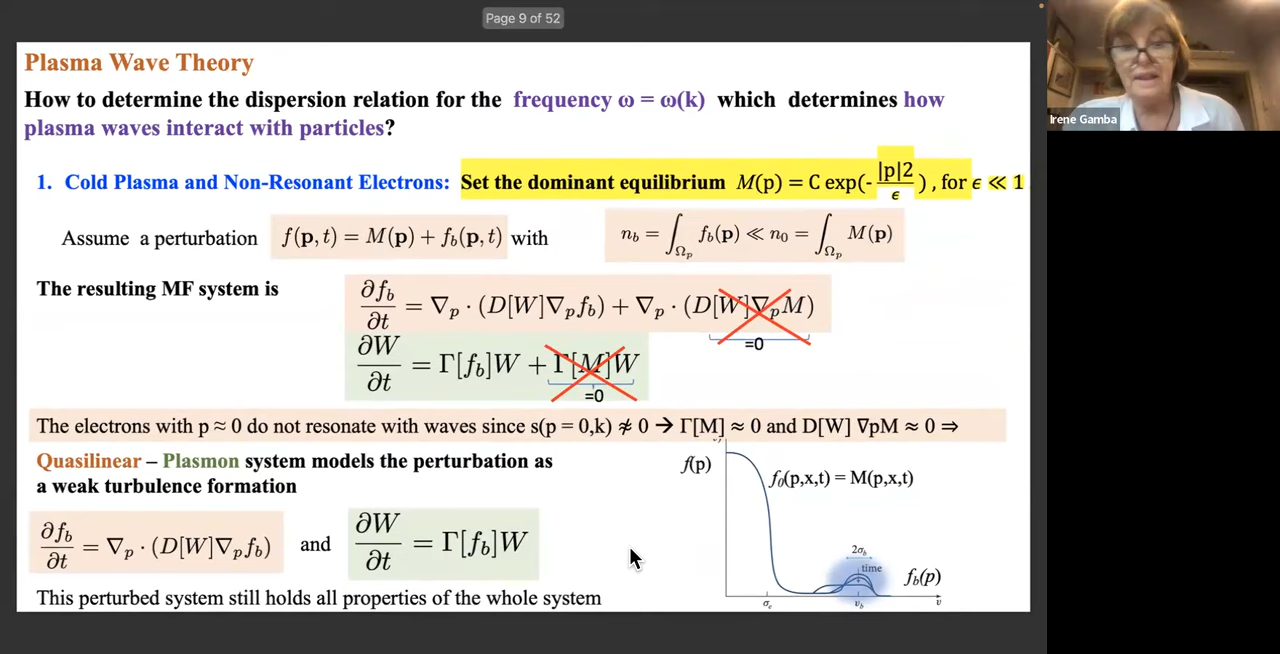 Page 9 of 52
Plasma Wave Theory
How to determine the dispersion relation for the frequency ω = ω(k) which determines how
plasma waves interact with particles?
1. Cold Plasma and Non-Resonant Electrons: Set the dominant equilibrium M(p) = C exp(-|p|2/ϵ), for ϵ ≪ 1
Assume a perturbation f(p, t) = M(p) + f_b(p, t) with n_b = ∫_{Ω_p} f_b(p) ≪ n_0 = ∫_{Ω_p} M(p)
The resulting MF system is
∂f_b/∂t = ∇_p · (D[W]∇_p f_b) + ∇_p · (D[W]∇_p M)
=0
∂W/∂t = Γ[f_b]W + Γ[M]W
=0
The electrons with p ≈ 0 do not resonate with waves since s(p = 0,k) ≉ 0 → Γ[M] ≈ 0 and D[W] ∇pM ≈ 0 ⇒
Quasilinear – Plasmon system models the perturbation as
a weak turbulence formation
∂f_b/∂t = ∇_p · (D[W]∇_p f_b) and ∂W/∂t = Γ[f_b]W
This perturbed system still holds all properties of the whole system
f(p)
f_0(p,x,t) = M(p,x,t)
2σ_b
time
f_b(p)
σ_e
v_b
v
Irene Gamba